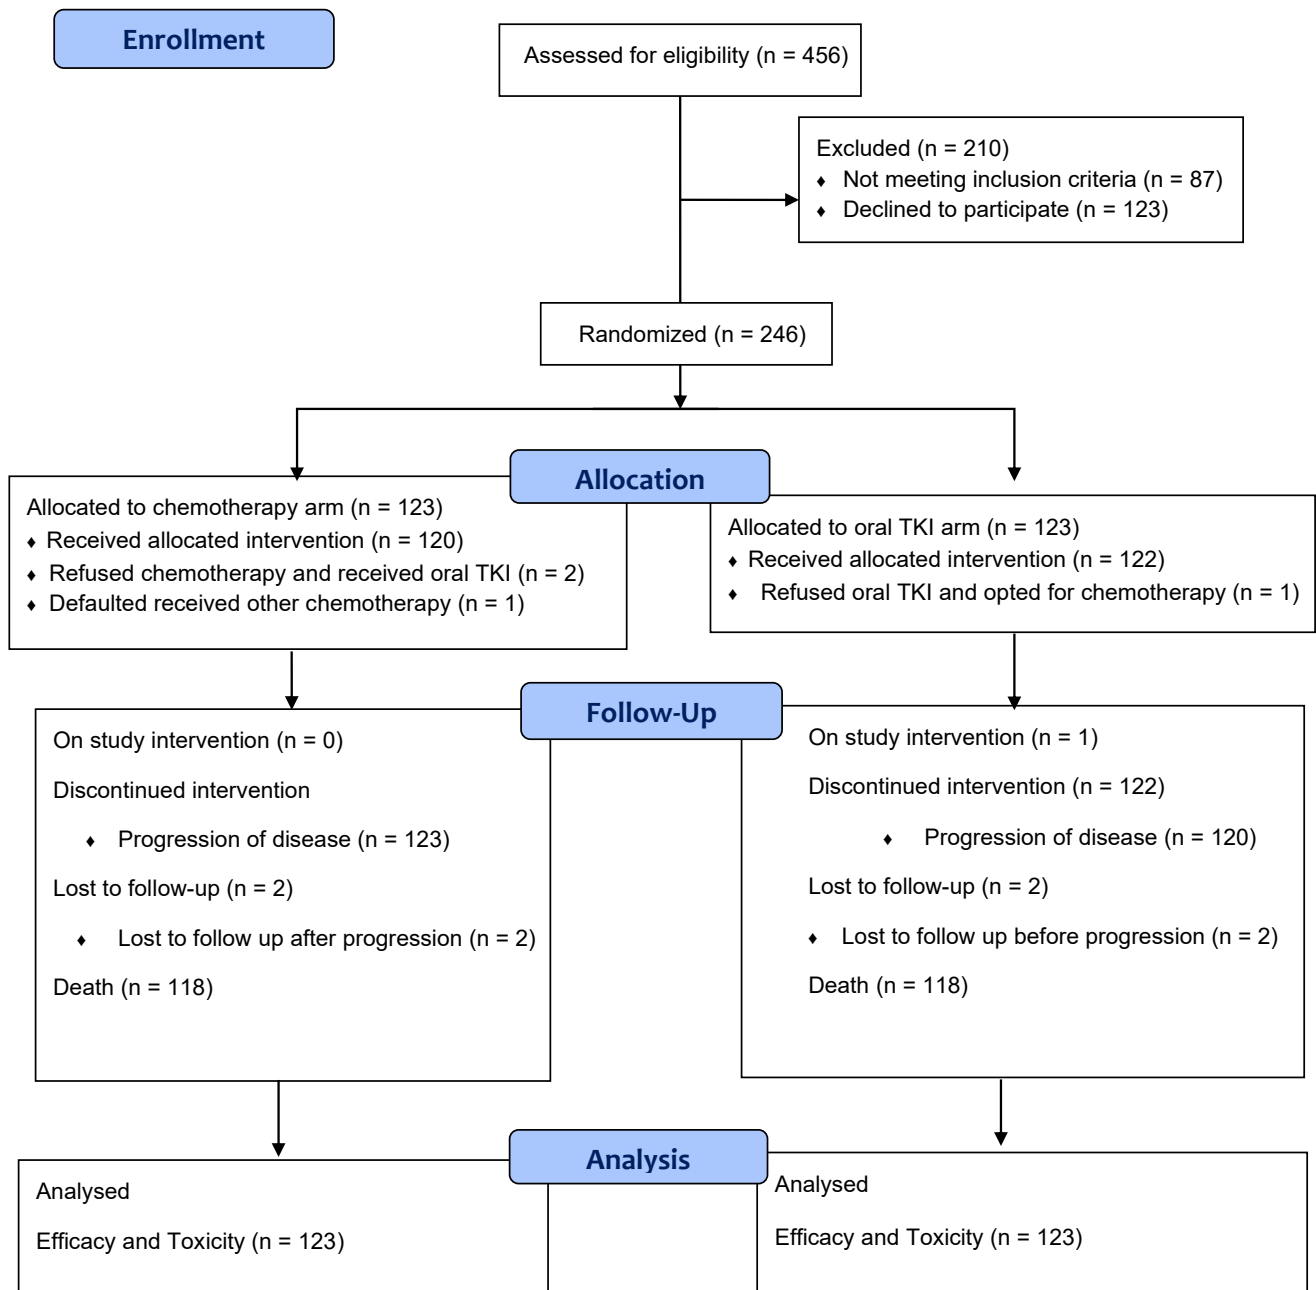 Enrollment
Assessed for eligibility (n = 456)
Excluded (n = 210)
♦ Not meeting inclusion criteria (n = 87)
♦ Declined to participate (n = 123)
Randomized (n = 246)
Allocation
Allocated to chemotherapy arm (n = 123)
♦ Received allocated intervention (n = 120)
♦ Refused chemotherapy and received oral TKI (n = 2)
♦ Defaulted received other chemotherapy (n = 1)
Allocated to oral TKI arm (n = 123)
♦ Received allocated intervention (n = 122)
♦ Refused oral TKI and opted for chemotherapy (n = 1)
Follow-Up
On study intervention (n = 0)
Discontinued intervention
♦ Progression of disease (n = 123)
Lost to follow-up (n = 2)
♦ Lost to follow up after progression (n = 2)
Death (n = 118)
On study intervention (n = 1)
Discontinued intervention (n = 122)
♦ Progression of disease (n = 120)
Lost to follow-up (n = 2)
♦ Lost to follow up before progression (n = 2)
Death (n = 118)
Analysis
Analysed
Efficacy and Toxicity (n = 123)
Analysed
Efficacy and Toxicity (n = 123)